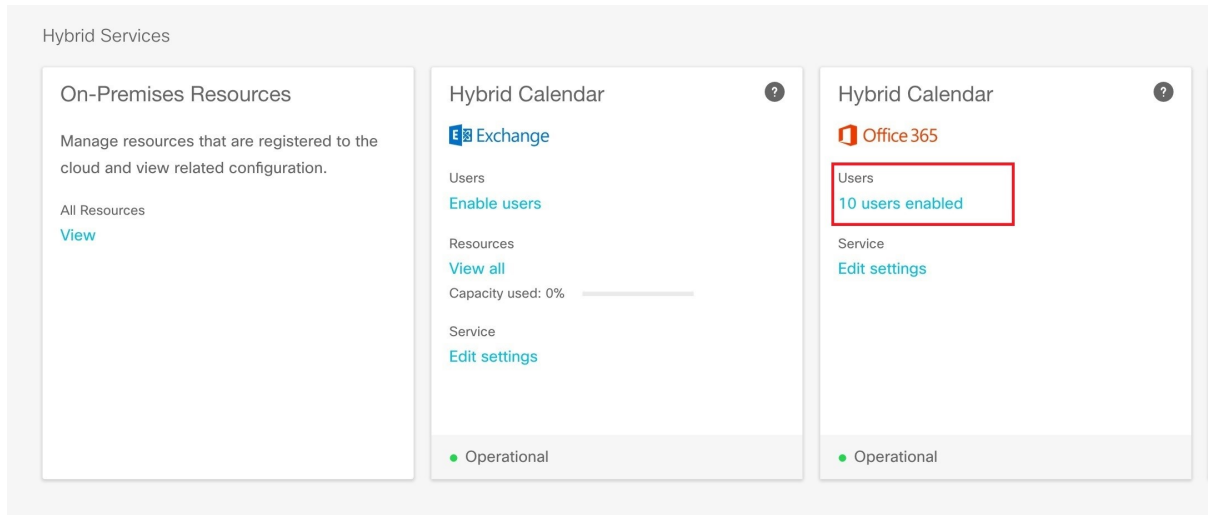 Hybrid Services
On-Premises Resources
Manage resources that are registered to the
cloud and view related configuration.
All Resources
View
Hybrid Calendar
?
Exchange
Users
Enable users
Resources
View all
Capacity used: 0%
Service
Edit settings
Operational
Hybrid Calendar
?
Office 365
Users
10 users enabled
Service
Edit settings
Operational